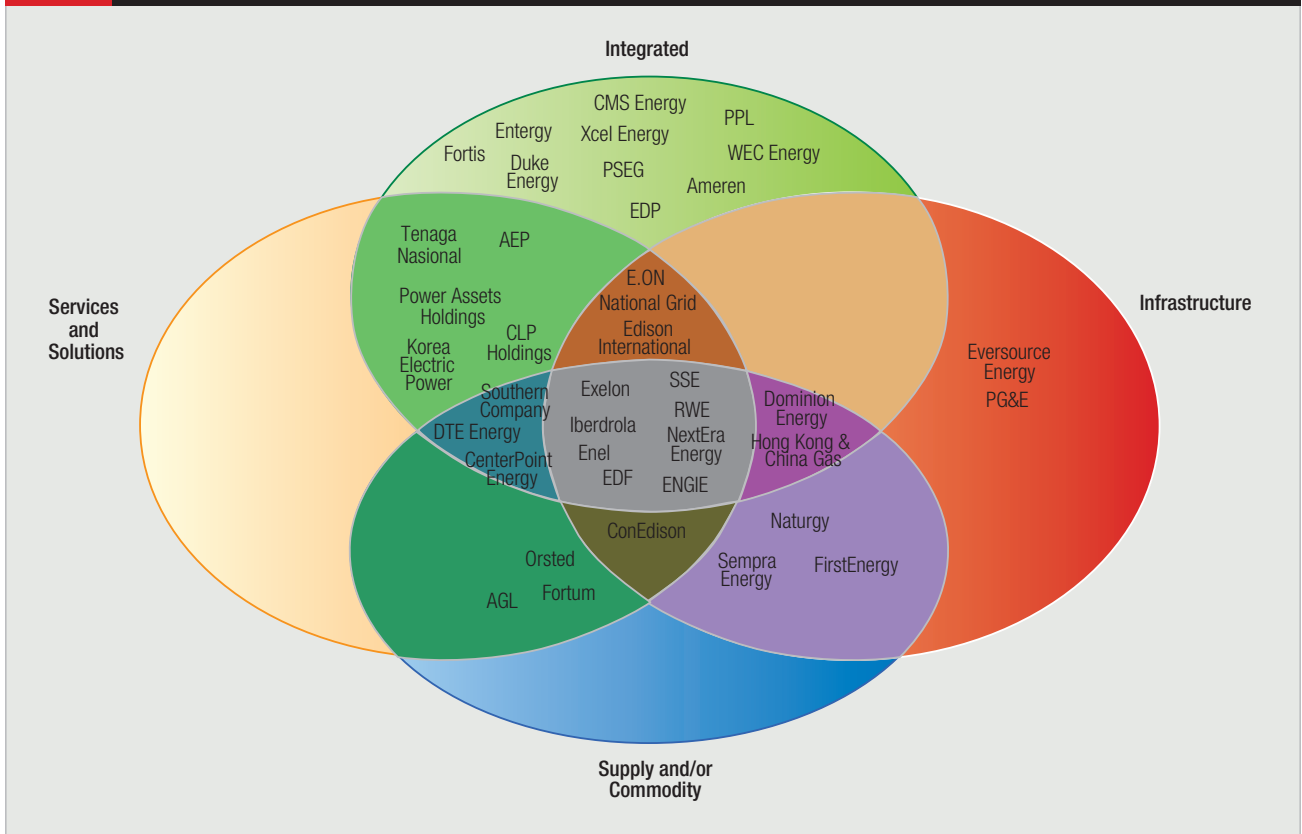 Integrated
CMS Energy
PPL
Entergy
Xcel Energy
Fortis
WEC Energy
Duke
Energy
PSEG
Ameren
EDP
Tenaga
Nasional
AEP
E.ON
National Grid
Edison
International
Power Assets
Holdings
CLP
Holdings
Korea
Electric
Power
Services
and
Solutions
Infrastructure
Eversource
Energy
PG&E
Southern
Company
DTE Energy
CenterPoint
Energy
Exelon
SSE
Iberdrola
RWE
Enel
NextEra
Energy
EDF
ENGIE
Dominion
Energy
Hong Kong &
China Gas
ConEdison
Naturgy
Sempra
Energy
FirstEnergy
Orsted
AGL
Fortum
Supply and/or
Commodity